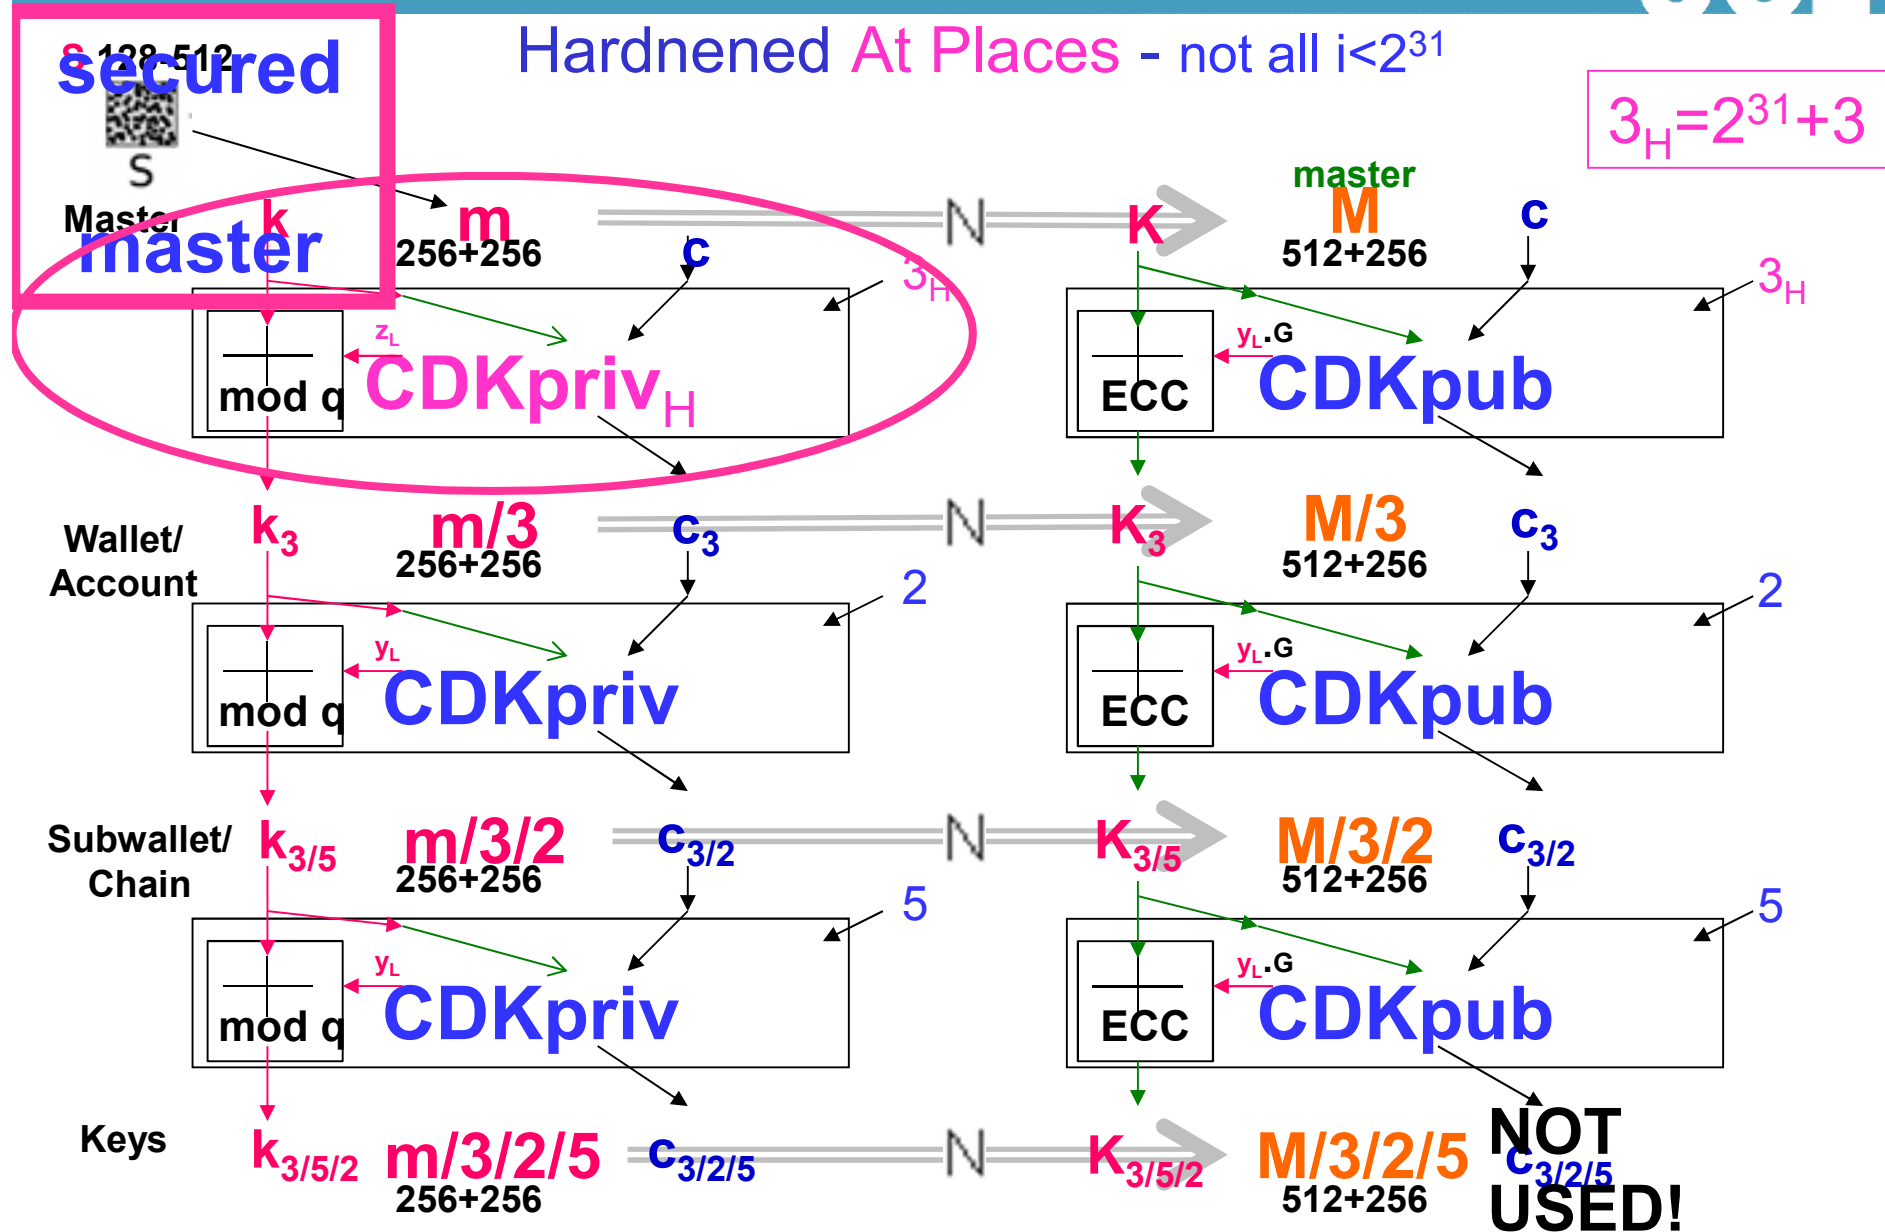 Hardnened At Places - not all i<2³¹
S 128-512
secured
S
3H=2³¹+3
master
Master
master
k
m
256+256
c
N
K
M
512+256
c
3H
3H
zL
mod q
CDKprivH
yL.G
ECC
CDKpub
Wallet/
Account
k3
m/3
256+256
c3
N
K3
M/3
512+256
c3
2
2
yL
mod q
CDKpriv
yL.G
ECC
CDKpub
Subwallet/
Chain
k3/5
m/3/2
256+256
c3/2
N
K3/5
M/3/2
512+256
c3/2
5
5
yL
mod q
CDKpriv
yL.G
ECC
CDKpub
Keys
k3/5/2
m/3/2/5
256+256
c3/2/5
N
K3/5/2
M/3/2/5
512+256
NOT
c3/2/5
USED!